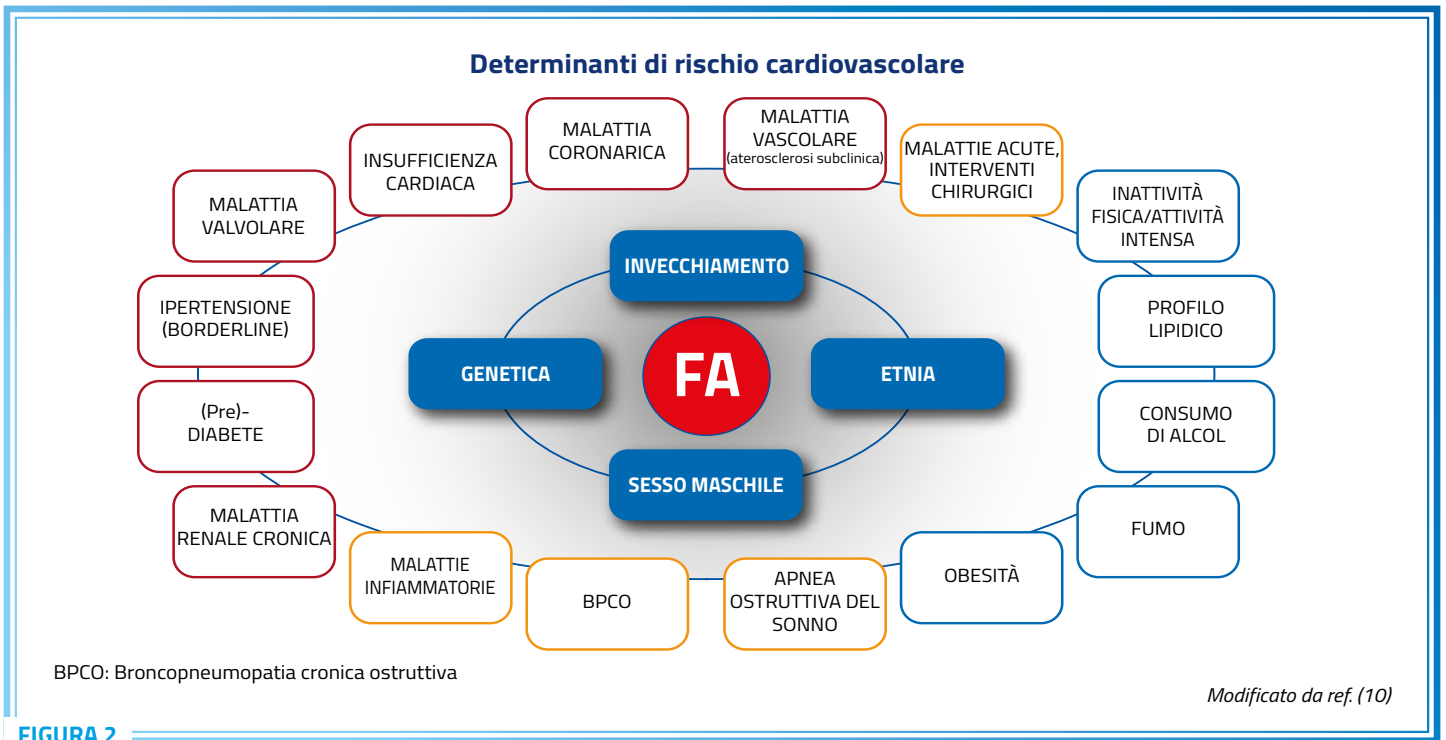 Determinanti di rischio cardiovascolare
MALATTIA
CORONARICA
MALATTIA
VASCOLARE
(aterosclerosi subclinica)
INSUFFICIENZA
CARDIACA
MALATTIE ACUTE,
INTERVENTI
CHIRURGICI
MALATTIA
VALVOLARE
INATTIVITÀ
FISICA/ATTIVITÀ
INTENSA
IPERTENSIONE
(BORDERLINE)
INVECCHIAMENTO
PROFILO
LIPIDICO
GENETICA
FA
ETNIA
(Pre)-
DIABETE
CONSUMO
DI ALCOL
SESSO MASCHILE
MALATTIA
RENALE CRONICA
FUMO
MALATTIE
INFIAMMATORIE
BPCO
APNEA
OSTRUTTIVA DEL
SONNO
OBESITÀ
BPCO: Broncopneumopatia cronica ostruttiva
Modificato da ref. (10)
FIGURA 2